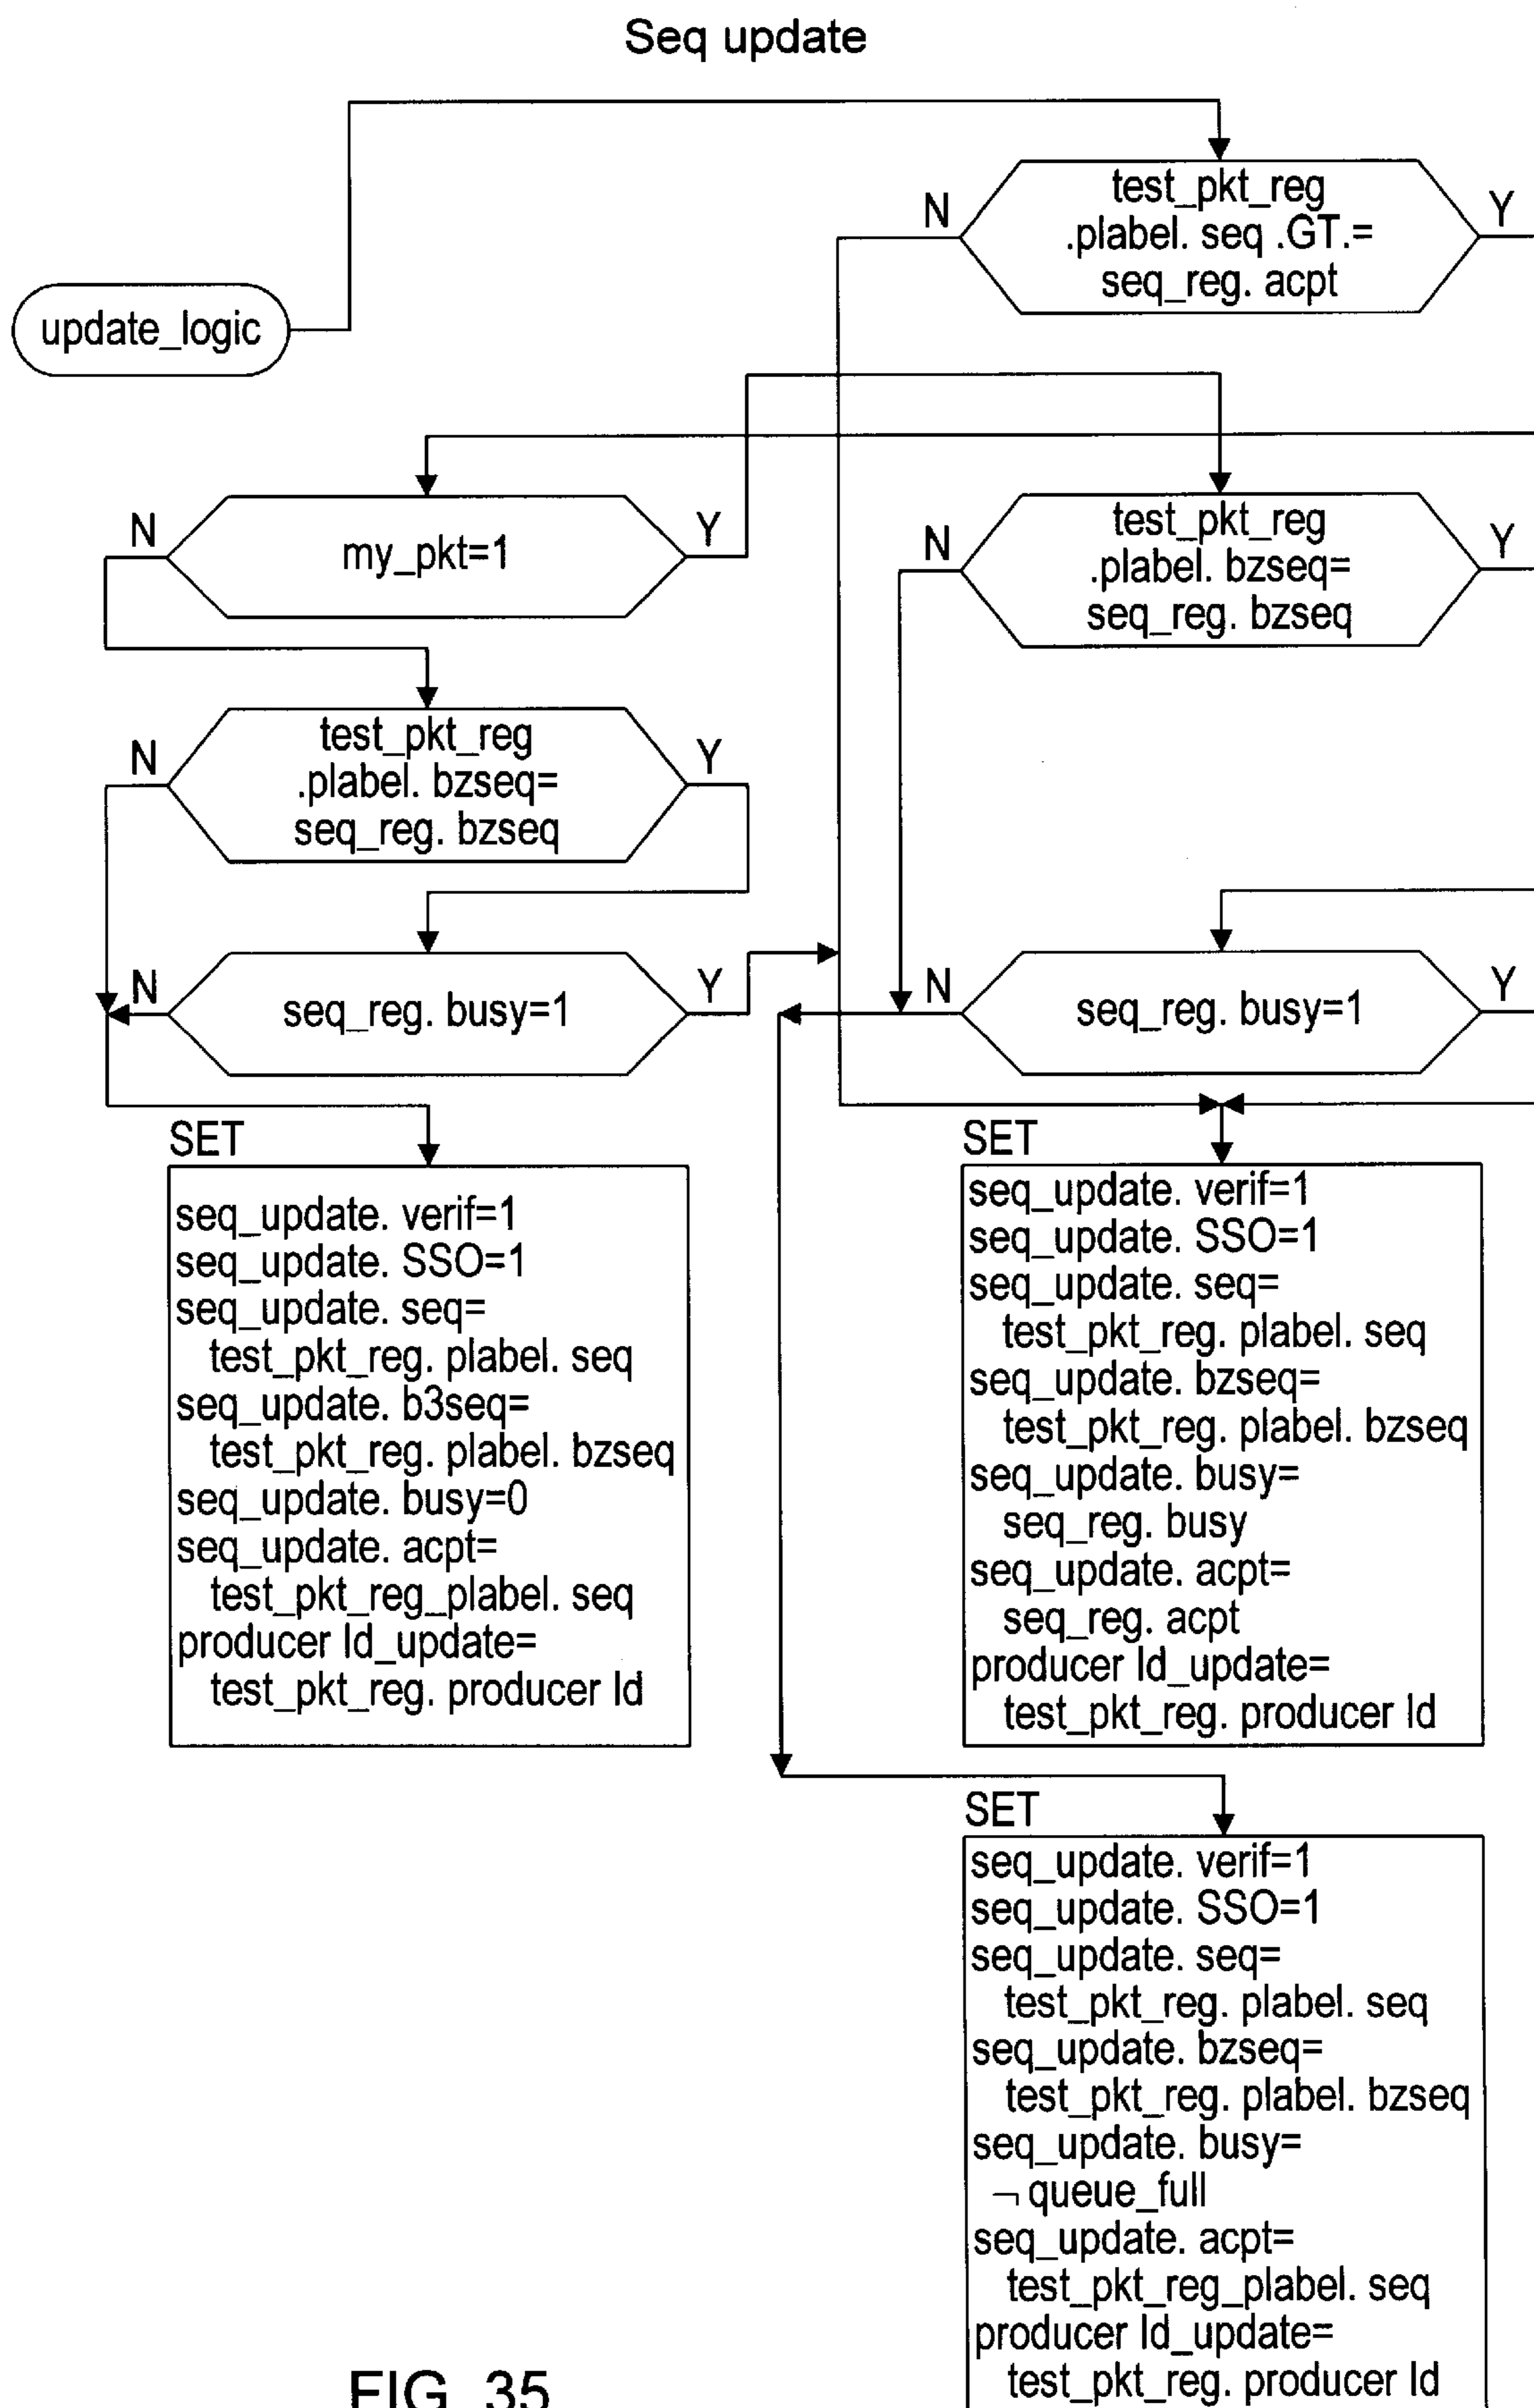 Seq update
N
test_pkt_reg
.plabel. seq .GT.=
seq_reg. acpt
Y
update_logic
N
my_pkt=1
Y
N
test_pkt_reg
.plabel. bzseq=
seq_reg. bzseq
Y
N
test_pkt_reg
.plabel. bzseq=
seq_reg. bzseq
Y
N
seq_reg. busy=1
Y
N
seq_reg. busy=1
Y
SET
seq_update. verif=1
seq_update. SSO=1
seq_update. seq=
test_pkt_reg. plabel. seq
seq_update. b3seq=
test_pkt_reg. plabel. bzseq
seq_update. busy=0
seq_update. acpt=
test_pkt_reg_plabel. seq
producer Id_update=
test_pkt_reg. producer Id
SET
seq_update. verif=1
seq_update. SSO=1
seq_update. seq=
test_pkt_reg. plabel. seq
seq_update. bzseq=
test_pkt_reg. plabel. bzseq
seq_update. busy=
seq_reg. busy
seq_update. acpt=
seq_reg. acpt
producer Id_update=
test_pkt_reg. producer Id
SET
seq_update. verif=1
seq_update. SSO=1
seq_update. seq=
test_pkt_reg. plabel. seq
seq_update. bzseq=
test_pkt_reg. plabel. bzseq
seq_update. busy=
¬ queue_full
seq_update. acpt=
test_pkt_reg_plabel. seq
producer Id_update=
test_pkt_reg. producer Id
FIG. 35